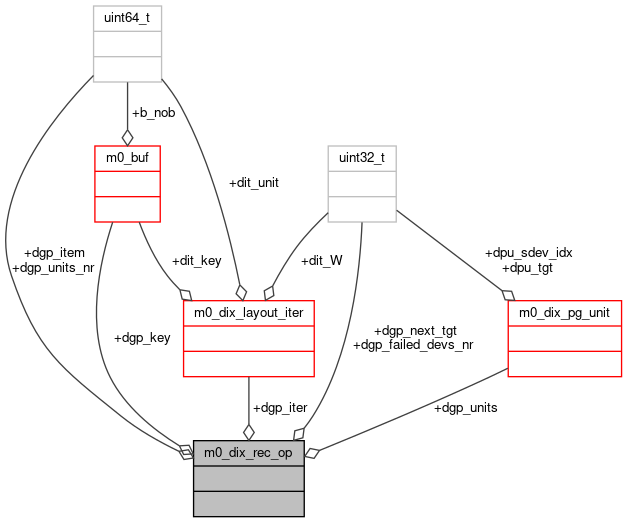 uint64_t
+b_nob
m0_buf
uint32_t
+dit_unit
+dgp_item
+dgp_units_nr
+dit_key
+dit_W
+dpu_sdev_idx
+dpu_tgt
m0_dix_layout_iter
m0_dix_pg_unit
+dgp_key
+dgp_next_tgt
+dgp_failed_devs_nr
+dgp_iter
+dgp_units
m0_dix_rec_op